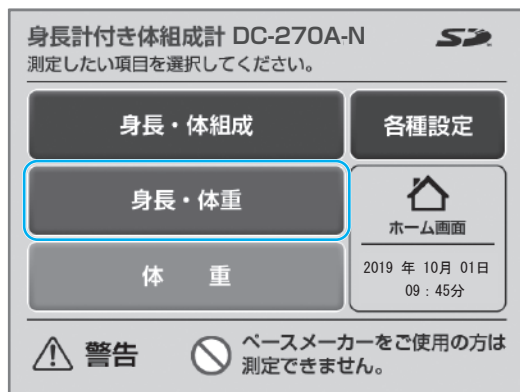 身長計付き体組成計 DC-270A-N
SD
測定したい項目を選択してください。
身長・体組成
各種設定
身長・体重
ホーム画面
体　　重
2019 年 10月 01日
09 : 45分
警告
ペースメーカーをご使用の方は
測定できません。